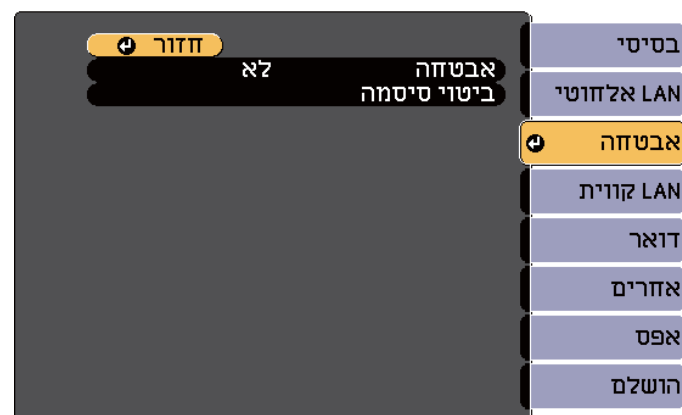 חזור
אבטחה לא
ביטוי סיסמה
בסיסי
LAN אלחוטי
אבטחה
LAN קווית
דואר
אחרים
אפס
הושלם